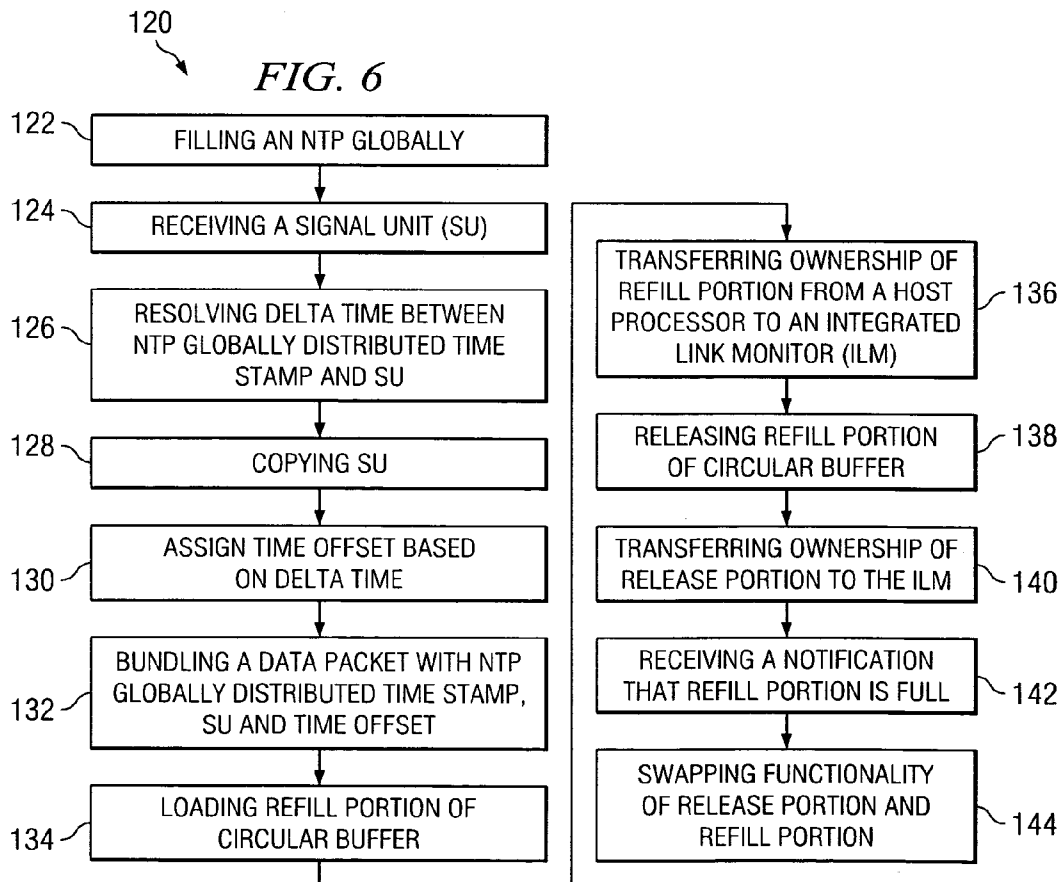 120
FIG. 6
122
FILLING AN NTP GLOBALLY
124
RECEIVING A SIGNAL UNIT (SU)
126
RESOLVING DELTA TIME BETWEEN
NTP GLOBALLY DISTRIBUTED TIME
STAMP AND SU
128
COPYING SU
130
ASSIGN TIME OFFSET BASED
ON DELTA TIME
132
BUNDLING A DATA PACKET WITH NTP
GLOBALLY DISTRIBUTED TIME STAMP,
SU AND TIME OFFSET
134
LOADING REFILL PORTION OF
CIRCULAR BUFFER
TRANSFERRING OWNERSHIP OF
REFILL PORTION FROM A HOST
PROCESSOR TO AN INTEGRATED
LINK MONITOR (ILM)
136
RELEASING REFILL PORTION
OF CIRCULAR BUFFER
138
TRANSFERRING OWNERSHIP OF
RELEASE PORTION TO THE ILM
140
RECEIVING A NOTIFICATION
THAT REFILL PORTION IS FULL
142
SWAPPING FUNCTIONALITY
OF RELEASE PORTION AND
REFILL PORTION
144